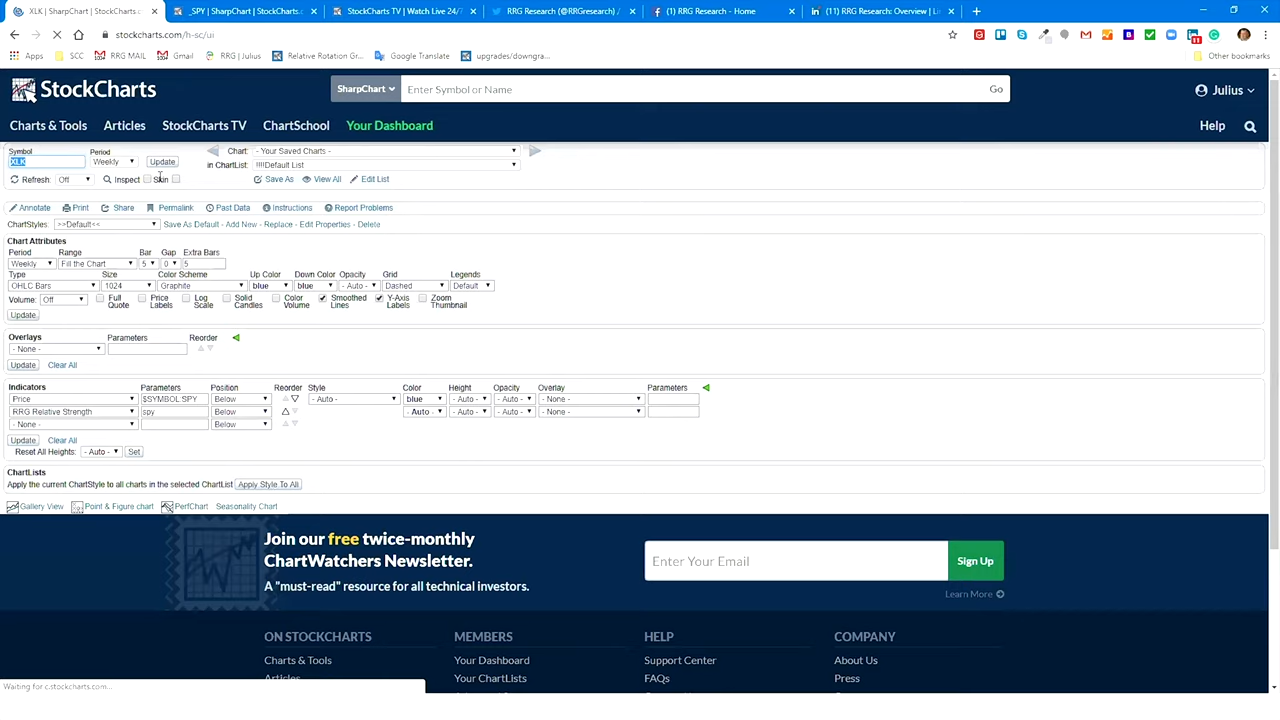 XLK | SharpChart | StockCharts.c
_SPY | SharpChart | StockCharts.c
StockCharts TV | Watch Live 24/7
RRG Research (@RRGresearch) /
(1) RRG Research - Home
(11) RRG Research: Overview | Li
stockcharts.com/h-sc/ui
Apps
SCC
RRG MAIL
Gmail
RRG | Julius
Relative Rotation Gr...
Google Translate
upgrades/downgra...
Other bookmarks
StockCharts
SharpChart
Enter Symbol or Name
Go
Julius
Charts & Tools
Articles
StockCharts TV
ChartSchool
Your Dashboard
Help
Symbol
Period
Chart:
- Your Saved Charts -
XLK
Weekly
Update
in ChartList:
!!!!Default List
Refresh:
Off
Inspect
Skin
Save As
View All
Edit List
Annotate
Print
Share
Permalink
Past Data
Instructions
Report Problems
ChartStyles:
>>Default<<
Save As Default - Add New - Replace - Edit Properties - Delete
Chart Attributes
Period
Range
Bar
Gap
Extra Bars
Weekly
Fill the Chart
5
0
5
Type
Size
Color Scheme
Up Color
Down Color
Opacity
Grid
Legends
OHLC Bars
1024
Graphite
blue
blue
- Auto -
Dashed
Default
Volume:
Off
Full Quote
Price Labels
Log Scale
Solid Candles
Color Volume
Smoothed Lines
Y-Axis Labels
Zoom Thumbnail
Update
Overlays
Parameters
Reorder
- None -
Update
Clear All
Indicators
Parameters
Position
Reorder
Style
Color
Height
Opacity
Overlay
Parameters
Price
$SYMBOL:SPY
Below
- Auto -
blue
- Auto -
- Auto -
- None -
RRG Relative Strength
spy
Below
- Auto -
- Auto -
- Auto -
- None -
- None -
Below
Update
Clear All
Reset All Heights:
- Auto -
Set
ChartLists
Apply the current ChartStyle to all charts in the selected ChartList
Apply Style To All
Gallery View
Point & Figure chart
PerfChart
Seasonality Chart
Join our free twice-monthly
ChartWatchers Newsletter.
A "must-read" resource for all technical investors.
Enter Your Email
Sign Up
Learn More
ON STOCKCHARTS
MEMBERS
HELP
COMPANY
Charts & Tools
Your Dashboard
Support Center
About Us
Articles
Your ChartLists
FAQs
Press
Waiting for c.stockcharts.com...